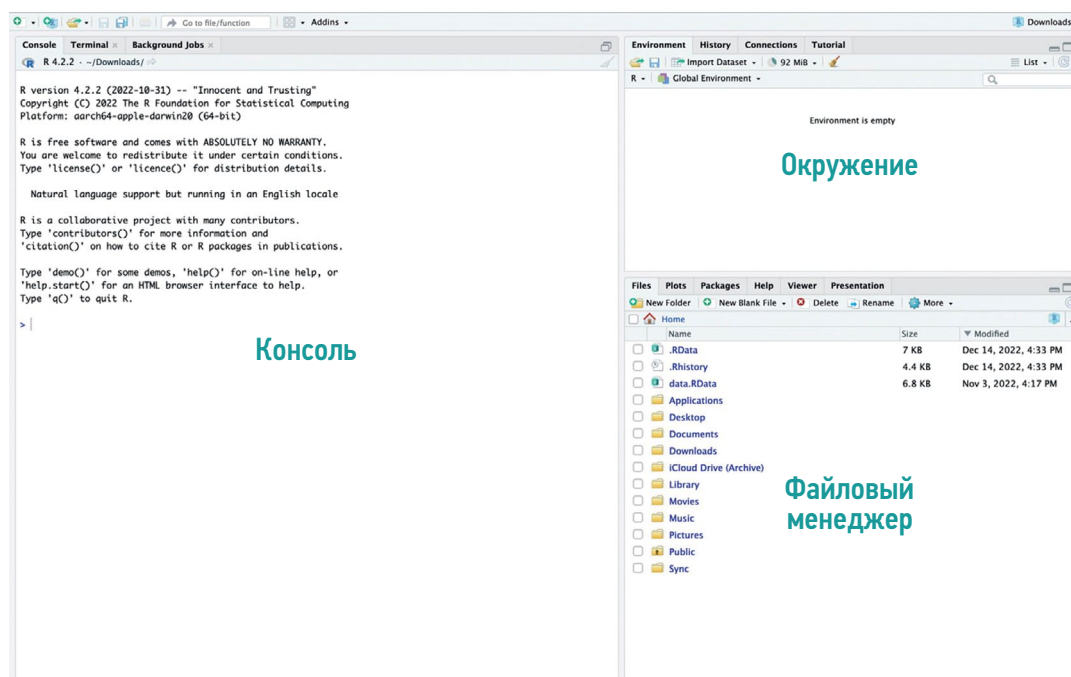 Go to file/function Addins Downloads
Console Terminal Background Jobs
R 4.2.2 · ~/Downloads/
R version 4.2.2 (2022-10-31) -- "Innocent and Trusting"
Copyright (C) 2022 The R Foundation for Statistical Computing
Platform: aarch64-apple-darwin20 (64-bit)
R is free software and comes with ABSOLUTELY NO WARRANTY.
You are welcome to redistribute it under certain conditions.
Type 'license()' or 'licence()' for distribution details.
Natural language support but running in an English locale
R is a collaborative project with many contributors.
Type 'contributors()' for more information and
'citation()' on how to cite R or R packages in publications.
Type 'demo()' for some demos, 'help()' for on-line help, or
'help.start()' for an HTML browser interface to help.
Type 'q()' to quit R.
>
Консоль
Environment History Connections Tutorial
Import Dataset 92 MiB List
R Global Environment
Environment is empty
Окружение
Files Plots Packages Help Viewer Presentation
New Folder New Blank File Delete Rename More
Home
Name Size Modified
.RData 7 KB Dec 14, 2022, 4:33 PM
.Rhistory 4.4 KB Dec 14, 2022, 4:33 PM
data.RData 6.8 KB Nov 3, 2022, 4:17 PM
Applications
Desktop
Documents
Downloads
iCloud Drive (Archive)
Library
Movies
Music
Pictures
Public
Sync
Файловый
менеджер